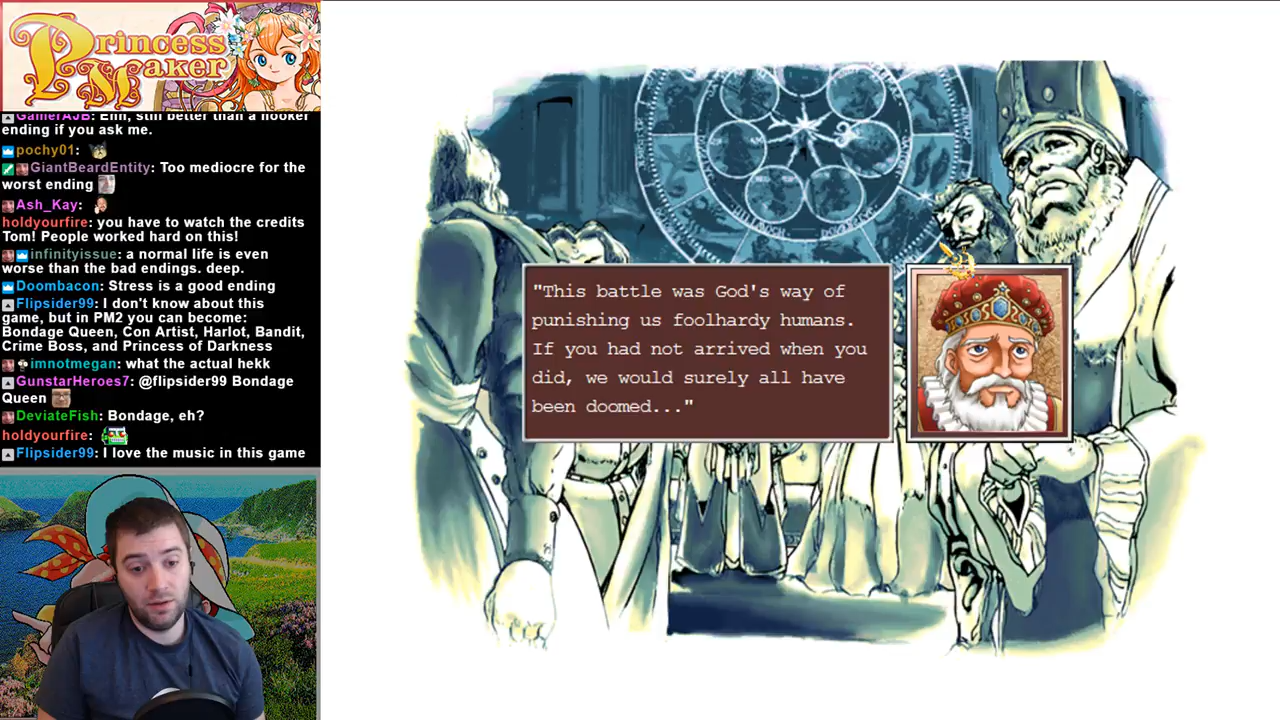 Princess
Maker
GamerAJB: Ehh, still better than a hooker
ending if you ask me.
pochy01:
GiantBeardEntity: Too mediocre for the
worst ending
Ash_Kay:
holdyourfire: you have to watch the credits
Tom! People worked hard on this!
infinityissue: a normal life is even
worse than the bad endings. deep.
Doombacon: Stress is a good ending
Flipsider99: I don't know about this
game, but in PM2 you can become:
Bondage Queen, Con Artist, Harlot, Bandit,
Crime Boss, and Princess of Darkness
imnotmegan: what the actual hekk
GunstarHeroes7: @flipsider99 Bondage
Queen
DeviateFish: Bondage, eh?
holdyourfire:
Flipsider99: I love the music in this game
"This battle was God's way of
punishing us foolhardy humans.
If you had not arrived when you
did, we would surely all have
been doomed..."